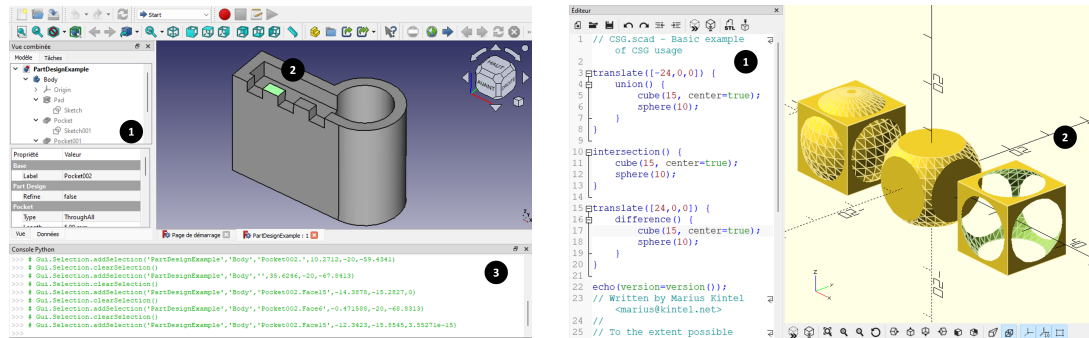 Start
Vue combinée
Modèle Tâches
PartDesignExample
Body
Origin
Pad
Sketch
Pocket
Sketch001
Pocket001
1
Propriété Valeur
Base
Label Pocket002
Part Design
Refine false
Pocket
Type ThroughAll
Vue Données
2
HAUT
Page de démarrage
PartDesignExample : 1
Z
Y
X
Console Python
>>> # Gui.Selection.addSelection('PartDesignExample','Body','Pocket002.',10.2712,-20,-59.4341)
>>> # Gui.Selection.clearSelection()
>>> # Gui.Selection.addSelection('PartDesignExample','Body','',35.6246,-20,-67.8413)
>>> # Gui.Selection.clearSelection()
>>> # Gui.Selection.addSelection('PartDesignExample','Body','Pocket002.Face15',-14.3878,-15.2827,0)
>>> # Gui.Selection.clearSelection()
>>> # Gui.Selection.addSelection('PartDesignExample','Body','Pocket002.Face6',-0.471588,-20,-68.8313)
>>> # Gui.Selection.clearSelection()
>>> # Gui.Selection.addSelection('PartDesignExample','Body','Pocket002.Face15',-12.3423,-15.8545,3.55271e-15)
>>>
3
Éditeur
STL
1 // CSG.scad - Basic example
of CSG usage
2
3 translate([-24,0,0]) {
4 union() {
5 cube(15, center=true);
6 sphere(10);
7 }
8 }
9
10 intersection() {
11 cube(15, center=true);
12 sphere(10);
13 }
14
15 translate([24,0,0]) {
16 difference() {
17 cube(15, center=true);
18 sphere(10);
19 }
20 }
21
22 echo(version=version());
23 // Written by Marius Kintel
<marius@kintel.net>
24 //
25 // To the extent possible
1
2
z
y
x